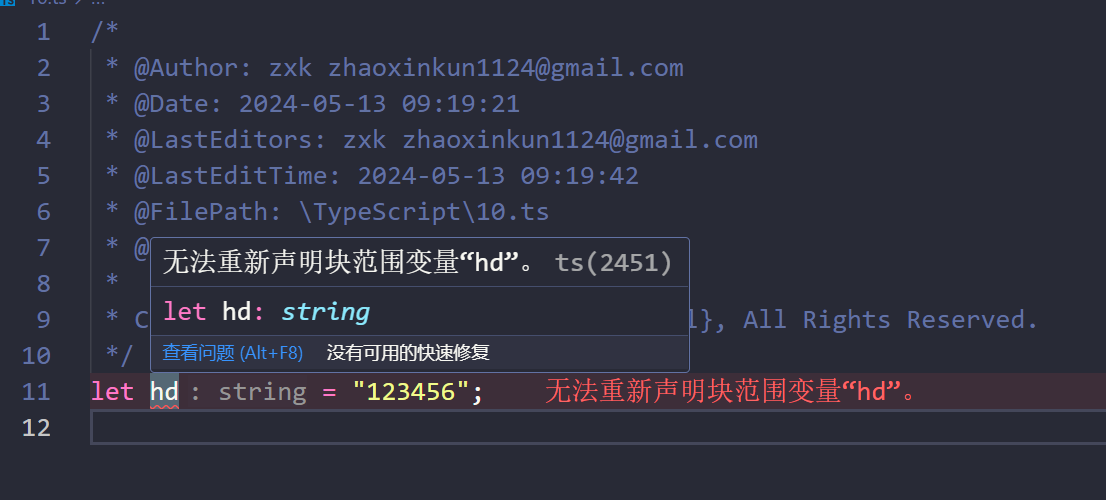 10.ts > ...
1 /*
2 * @Author: zxk zhaoxinkun1124@gmail.com
3 * @Date: 2024-05-13 09:19:21
4 * @LastEditors: zxk zhaoxinkun1124@gmail.com
5 * @LastEditTime: 2024-05-13 09:19:42
6 * @FilePath: \TypeScript\10.ts
7 * @
无法重新声明块范围变量“hd”。 ts(2451)
8 *
let hd: string
9 * C l}, All Rights Reserved.
10 */
查看问题 (Alt+F8) 没有可用的快速修复
11 let hd : string = "123456"; 无法重新声明块范围变量“hd”。
12